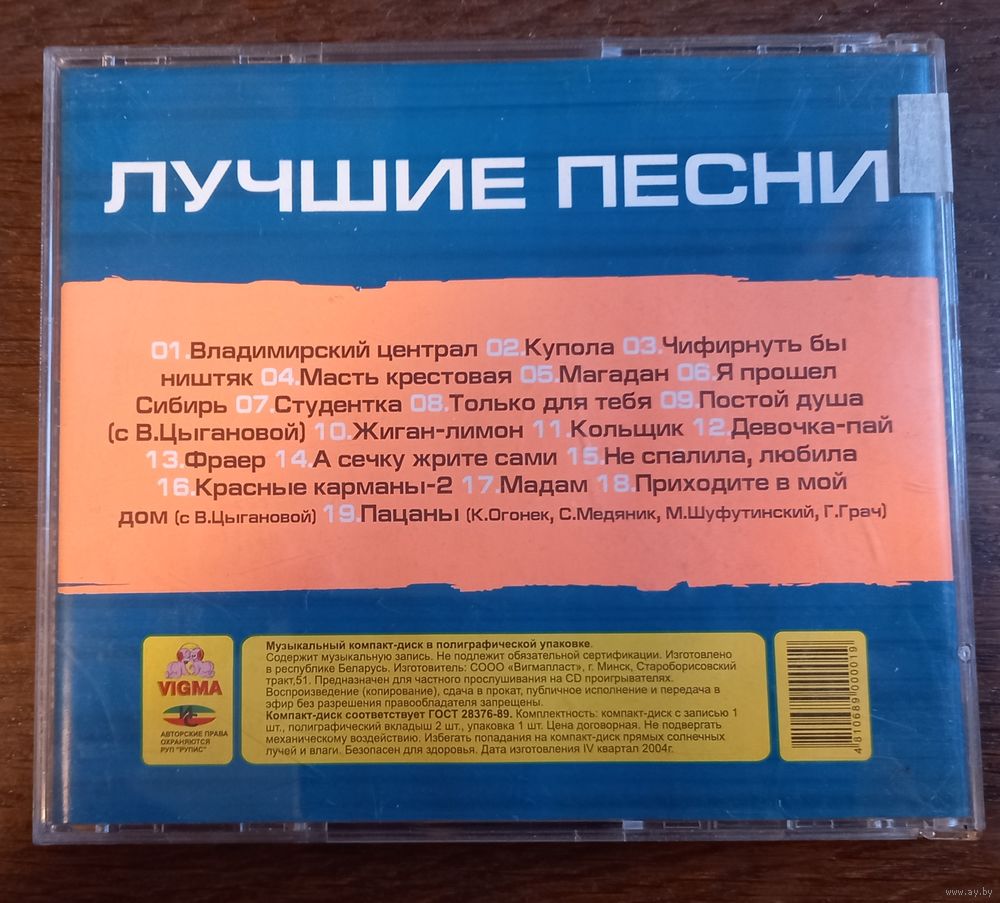 ЛУЧШИЕ ПЕСНИ
01.Владимирский централ 02.Купола 03.Чифирнуть бы
ништяк 04.Масть крестовая 05.Магадан 06.Я прошел
Сибирь 07.Студентка 08.Только для тебя 09.Постой душа
(с В.Цыгановой) 10.Жиган-лимон 11.Кольщик 12.Девочка-пай
13.Фраер 14.А сечку жрите сами 15.Не спалила, любила
16.Красные карманы-2 17.Мадам 18.Приходите в мой
дом (с В.Цыгановой) 19.Пацаны (К.Огонек, С.Медяник, М.Шуфутинский, Г.Грач)
VIGMA
ИС
АВТОРСКИЕ ПРАВА
ОХРАНЯЮТСЯ
РУП "РУПИС"
Музыкальный компакт-диск в полиграфической упаковке.
Содержит музыкальную запись. Не подлежит обязательной сертификации. Изготовлено
в республике Беларусь. Изготовитель: СООО «Вигмапласт», г. Минск, Староборисовский
тракт,51. Предназначен для частного прослушивания на CD проигрывателях.
Воспроизведение (копирование), сдача в прокат, публичное исполнение и передача в
эфир без разрешения правообладателя запрещены.
Компакт-диск соответствует ГОСТ 28376-89. Комплектность: компакт-диск с записью 1
шт., полиграфический вкладыш 2 шт., упаковка 1 шт. Цена договорная. Не подвергать
механическому воздействию. Избегать попадания на компакт-диск прямых солнечных
лучей и влаги. Безопасен для здоровья. Дата изготовления IV квартал 2004г.
4 810689 000019
www.ay.by